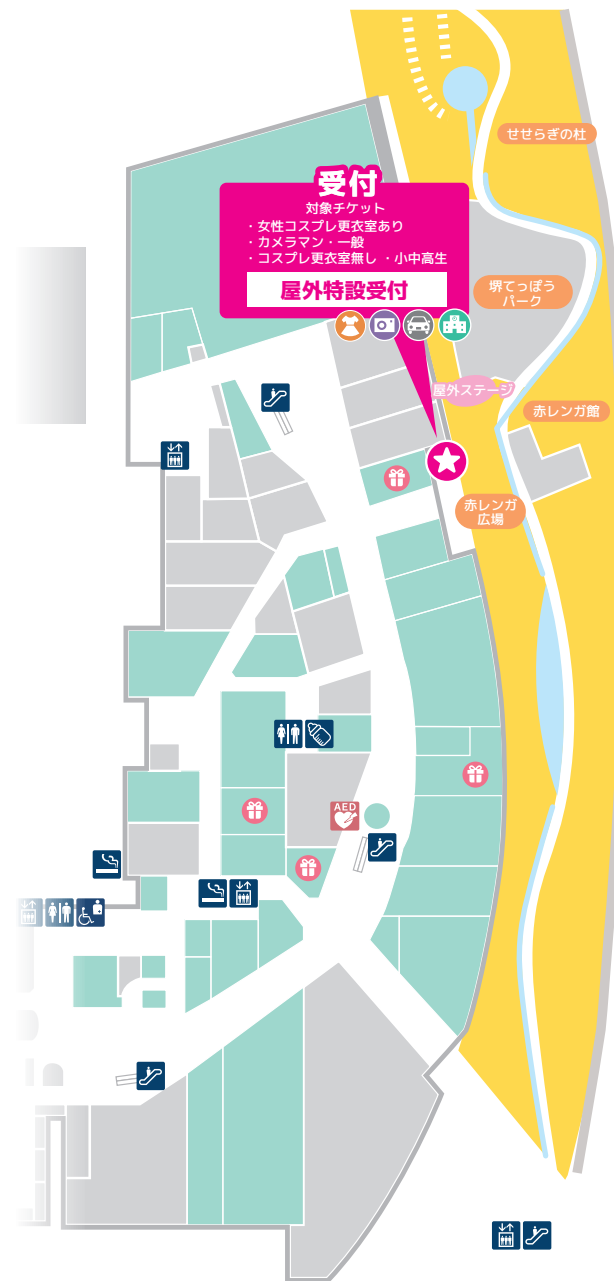 せせらぎの杜
受付
対象チケット
・女性コスプレ更衣室あり
・カメラマン・一般
・コスプレ更衣室無し ・小中高生
屋外特設受付
堺てっぽう
パーク
屋外ステージ
赤レンガ館
赤レンガ
広場
AED